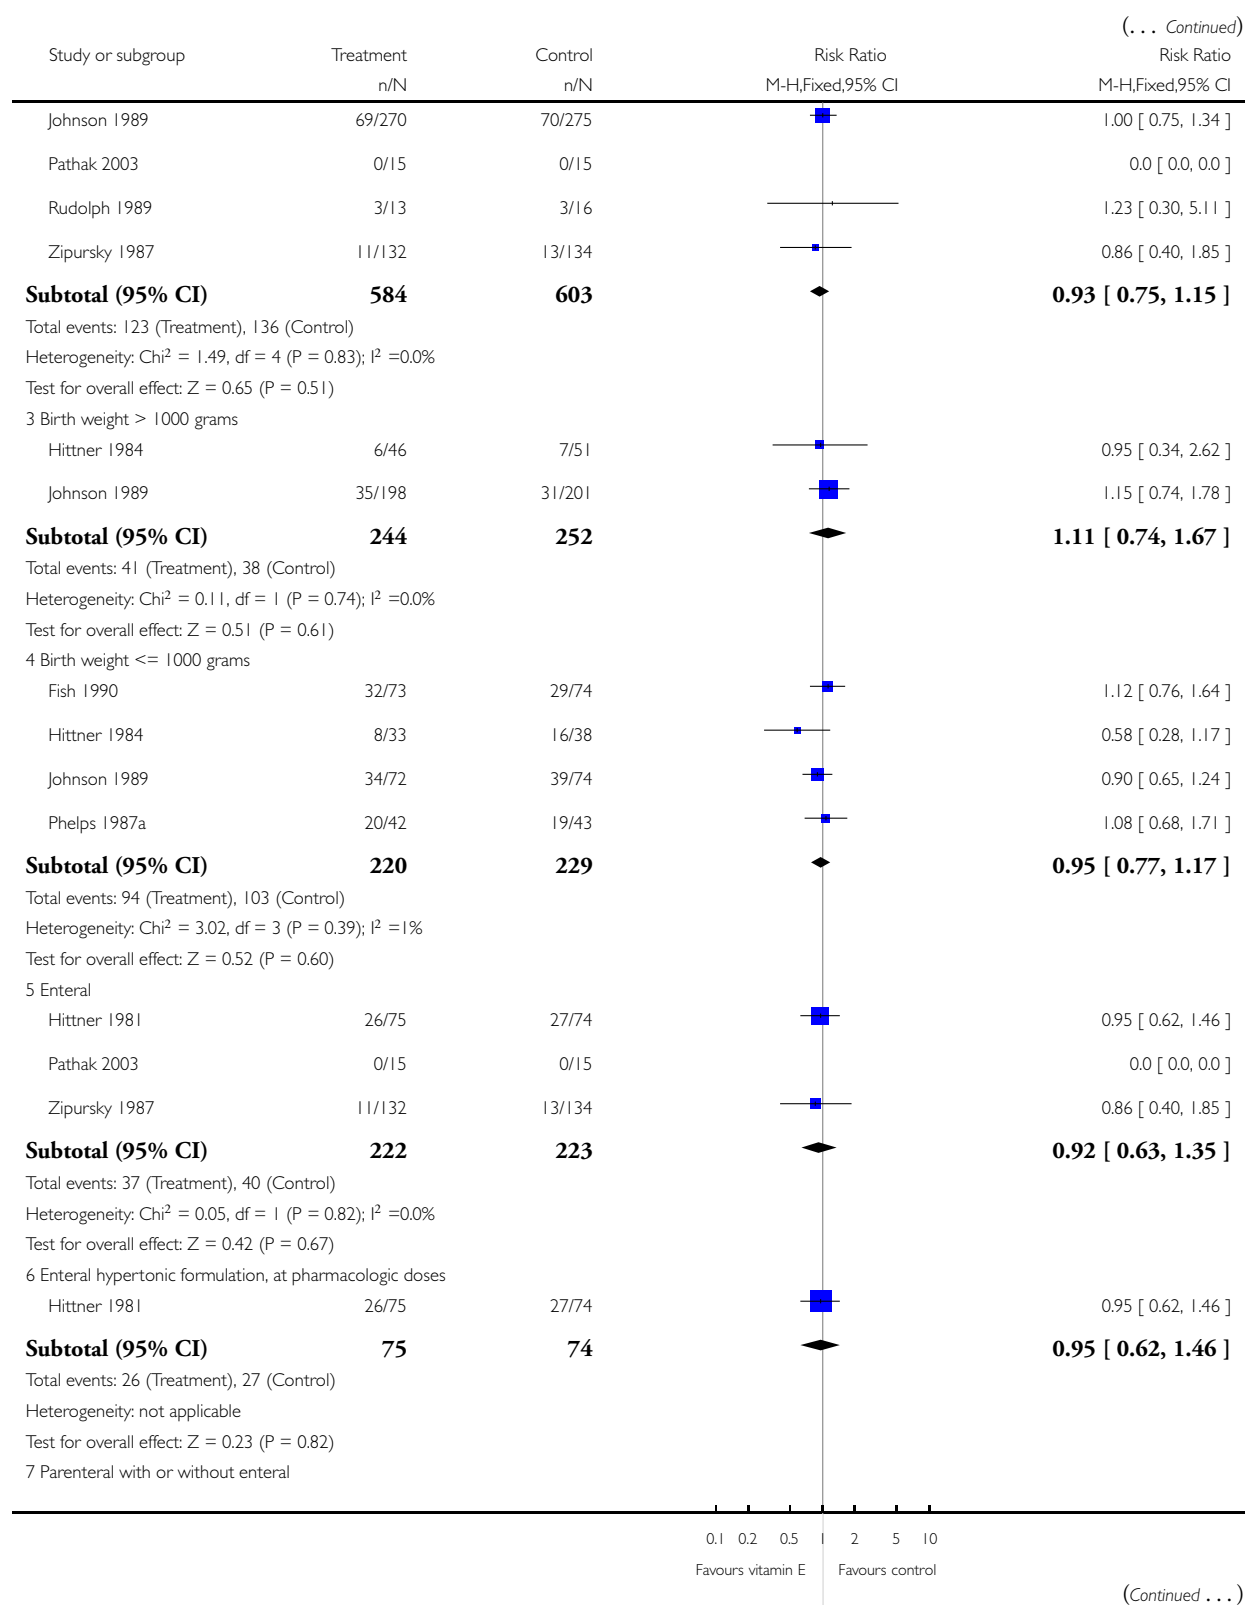 (. . . Continued)
Study or subgroup Treatment Control Risk Ratio Risk Ratio
n/N n/N M-H,Fixed,95% CI M-H,Fixed,95% CI
Johnson 1989 69/270 70/275 1.00 [ 0.75, 1.34 ]
Pathak 2003 0/15 0/15 0.0 [ 0.0, 0.0 ]
Rudolph 1989 3/13 3/16 1.23 [ 0.30, 5.11 ]
Zipursky 1987 11/132 13/134 0.86 [ 0.40, 1.85 ]
Subtotal (95% CI) 584 603 0.93 [ 0.75, 1.15 ]
Total events: 123 (Treatment), 136 (Control)
Heterogeneity: Chi² = 1.49, df = 4 (P = 0.83); I² =0.0%
Test for overall effect: Z = 0.65 (P = 0.51)
3 Birth weight > 1000 grams
Hittner 1984 6/46 7/51 0.95 [ 0.34, 2.62 ]
Johnson 1989 35/198 31/201 1.15 [ 0.74, 1.78 ]
Subtotal (95% CI) 244 252 1.11 [ 0.74, 1.67 ]
Total events: 41 (Treatment), 38 (Control)
Heterogeneity: Chi² = 0.11, df = 1 (P = 0.74); I² =0.0%
Test for overall effect: Z = 0.51 (P = 0.61)
4 Birth weight <= 1000 grams
Fish 1990 32/73 29/74 1.12 [ 0.76, 1.64 ]
Hittner 1984 8/33 16/38 0.58 [ 0.28, 1.17 ]
Johnson 1989 34/72 39/74 0.90 [ 0.65, 1.24 ]
Phelps 1987a 20/42 19/43 1.08 [ 0.68, 1.71 ]
Subtotal (95% CI) 220 229 0.95 [ 0.77, 1.17 ]
Total events: 94 (Treatment), 103 (Control)
Heterogeneity: Chi² = 3.02, df = 3 (P = 0.39); I² =1%
Test for overall effect: Z = 0.52 (P = 0.60)
5 Enteral
Hittner 1981 26/75 27/74 0.95 [ 0.62, 1.46 ]
Pathak 2003 0/15 0/15 0.0 [ 0.0, 0.0 ]
Zipursky 1987 11/132 13/134 0.86 [ 0.40, 1.85 ]
Subtotal (95% CI) 222 223 0.92 [ 0.63, 1.35 ]
Total events: 37 (Treatment), 40 (Control)
Heterogeneity: Chi² = 0.05, df = 1 (P = 0.82); I² =0.0%
Test for overall effect: Z = 0.42 (P = 0.67)
6 Enteral hypertonic formulation, at pharmacologic doses
Hittner 1981 26/75 27/74 0.95 [ 0.62, 1.46 ]
Subtotal (95% CI) 75 74 0.95 [ 0.62, 1.46 ]
Total events: 26 (Treatment), 27 (Control)
Heterogeneity: not applicable
Test for overall effect: Z = 0.23 (P = 0.82)
7 Parenteral with or without enteral
0.1 0.2 0.5 1 2 5 10
Favours vitamin E Favours control
(Continued . . . )